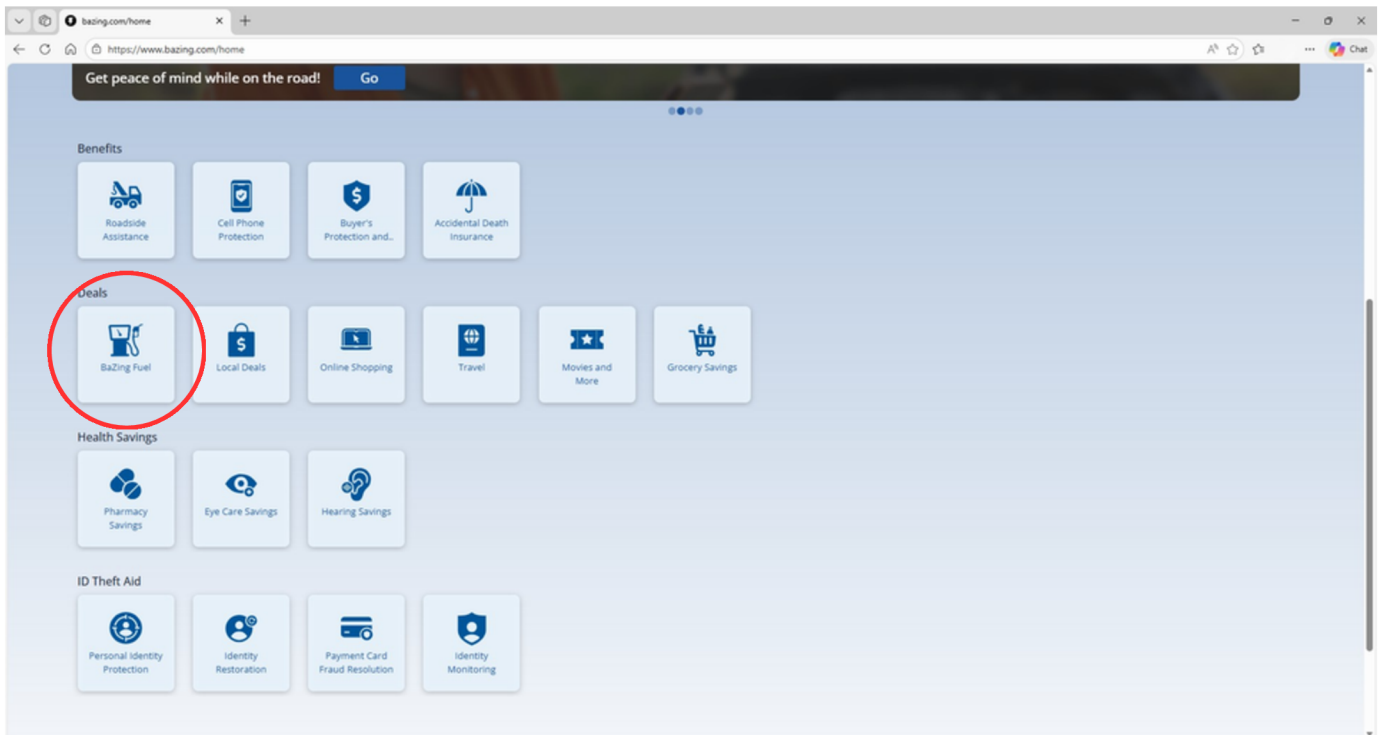 bazing.com/home
https://www.bazing.com/home
Chat
Get peace of mind while on the road!
Go
Benefits
Roadside
Assistance
Cell Phone
Protection
Buyer's
Protection and..
Accidental Death
Insurance
Deals
BaZing Fuel
Local Deals
Online Shopping
Travel
Movies and
More
Grocery Savings
Health Savings
Pharmacy
Savings
Eye Care Savings
Hearing Savings
ID Theft Aid
Personal Identity
Protection
Identity
Restoration
Payment Card
Fraud Resolution
Identity
Monitoring